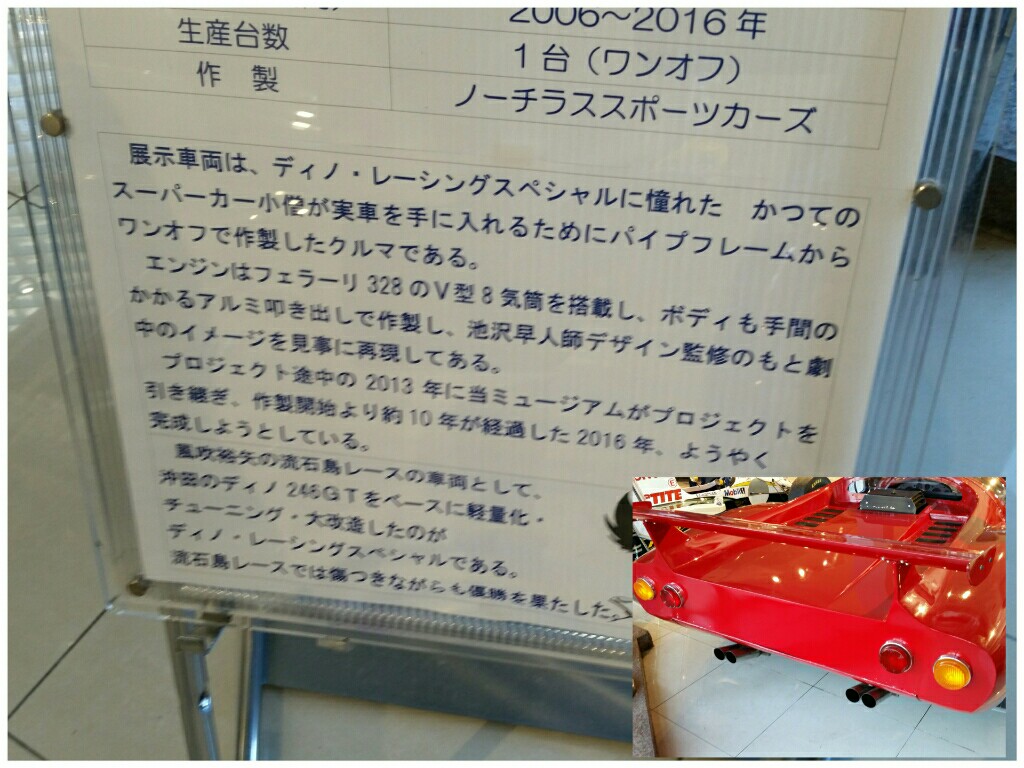 2006～2016年
生産台数
1台（ワンオフ）
作　製
ノーチラススポーツカーズ
展示車両は、ディノ・レーシングスペシャルに憧れた　かつての
スーパーカー小僧が実車を手に入れるためにパイプフレームから
ワンオフで作製したクルマである。
エンジンはフェラーリ328のV型8気筒を搭載し、ボディも手間の
かかるアルミ叩き出しで作製し、池沢早人師デザイン監修のもと劇
中のイメージを見事に再現してある。
プロジェクト途中の2013年に当ミュージアムがプロジェクトを
引き継ぎ、作製開始より約10年が経過した2016年、ようやく
完成しようとしている。
風吹裕矢の流石島レースの車両として、
沖田のディノ246GTをベースに軽量化・
チューニング・大改造したのが
ディノ・レーシングスペシャルである。
流石島レースでは傷つきながらも優勝を果たした。
TITE
Mobil